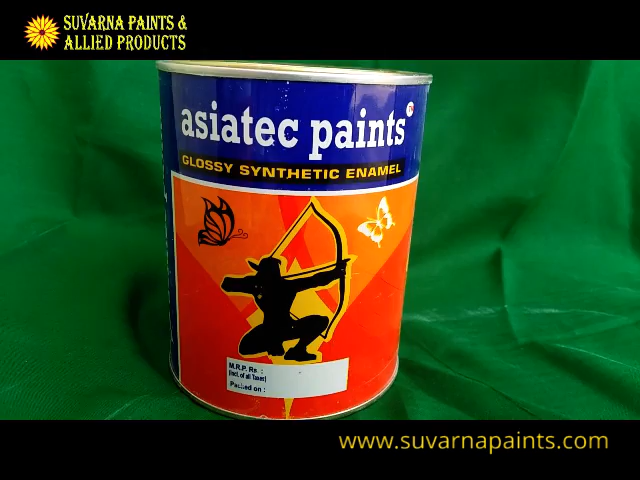 SUVARNA PAINTS &
ALLIED PRODUCTS
asiatec paints TM
GLOSSY SYNTHETIC ENAMEL
M.R.P. Rs. :
(Incl. of all Taxes)
Packed on :
www.suvarnapaints.com